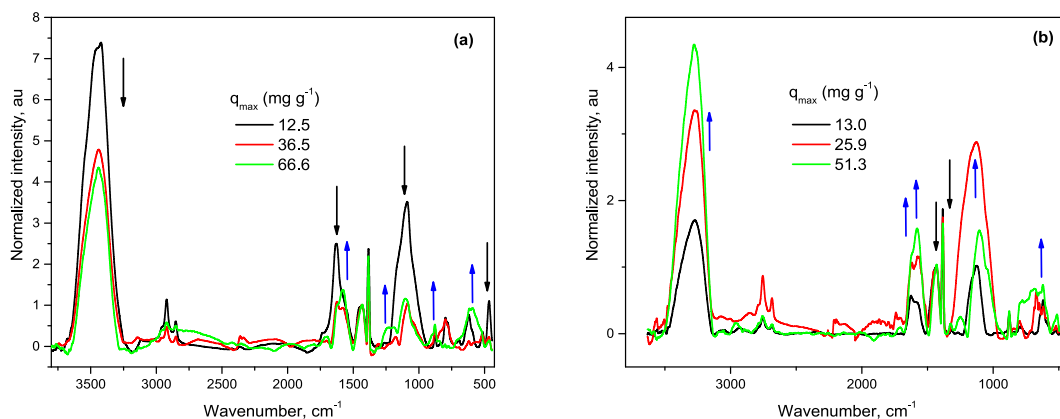 (a)
Normalized intensity, au
8
7
6
5
4
3
2
1
0
q_max (mg g⁻¹)
12.5
36.5
66.6
3500 3000 2500 2000 1500 1000 500
Wavenumber, cm⁻¹
(b)
Normalized intensity, au
4
2
0
q_max (mg g⁻¹)
13.0
25.9
51.3
3000 2000 1000
Wavenumber, cm⁻¹